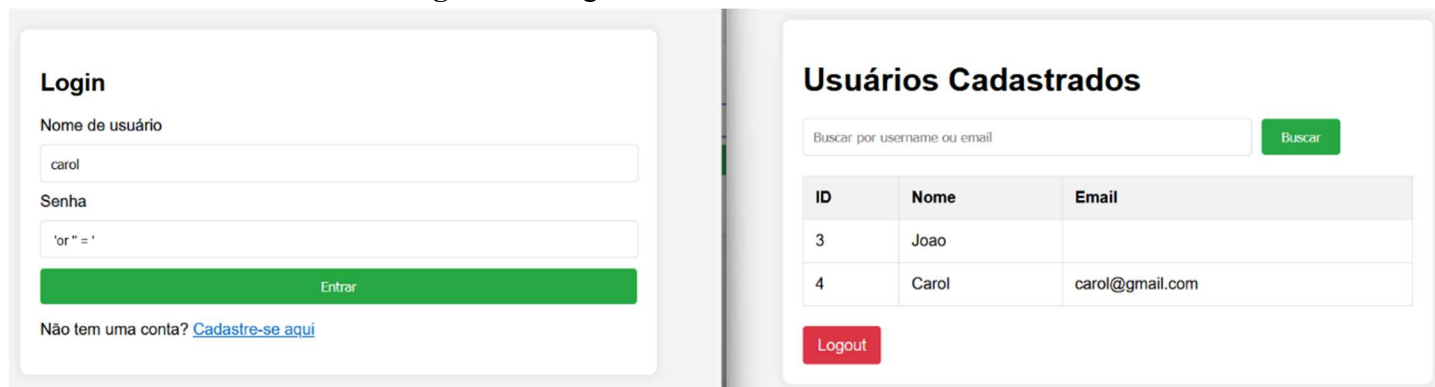 Login
Nome de usuário
carol
Senha
'or '' = '
Entrar
Não tem uma conta? Cadastre-se aqui
Usuários Cadastrados
Buscar por username ou email Buscar
ID Nome Email
3 Joao
4 Carol carol@gmail.com
Logout